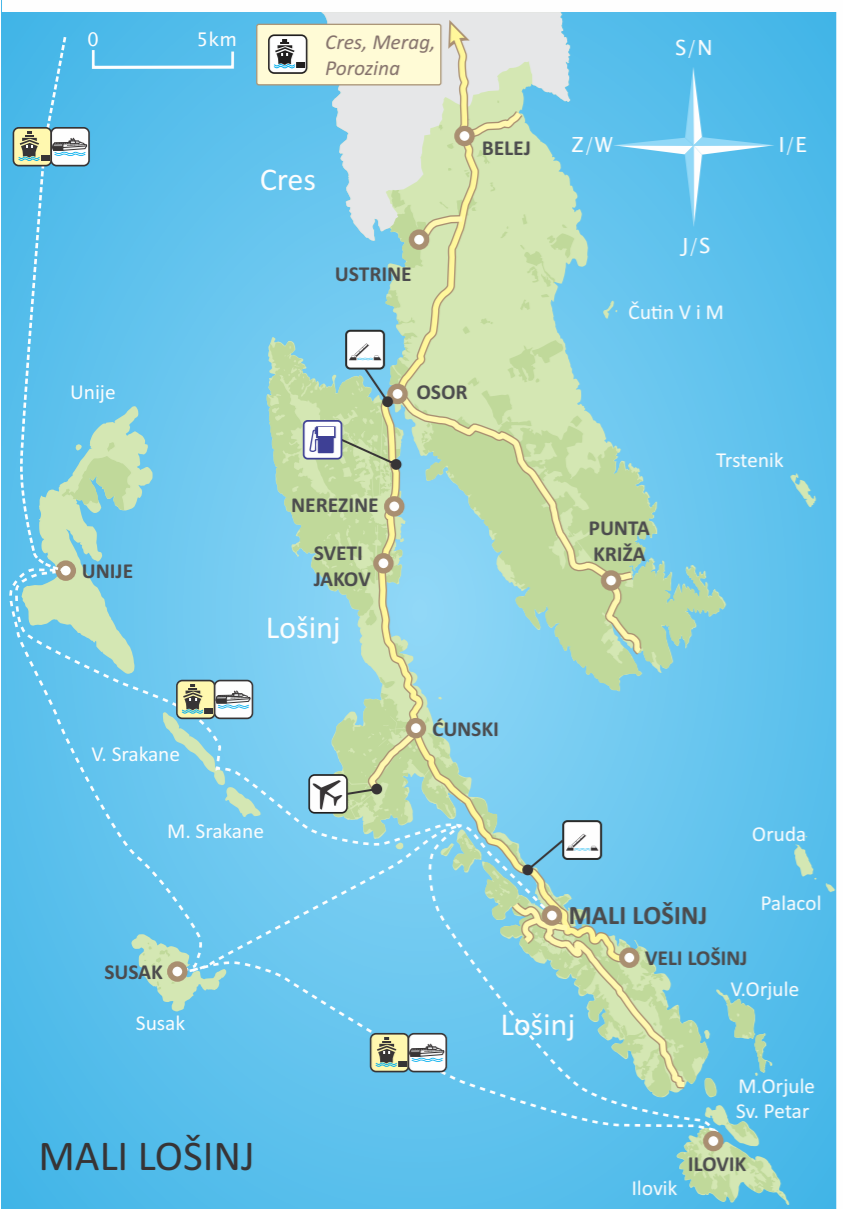 0 5km
Cres, Merag,
Porozina
S/N
Z/W
I/E
J/S
BELEJ
Cres
USTRINE
Čutin V i M
OSOR
Unije
Trstenik
NEREZINE
PUNTA
KRIŽA
SVETI
JAKOV
UNIJE
Lošinj
ĆUNSKI
V. Srakane
M. Srakane
Oruda
Palacol
MALI LOŠINJ
VELI LOŠINJ
SUSAK
Susak
V.Orjule
Lošinj
M.Orjule
Sv. Petar
MALI LOŠINJ
ILOVIK
Ilovik